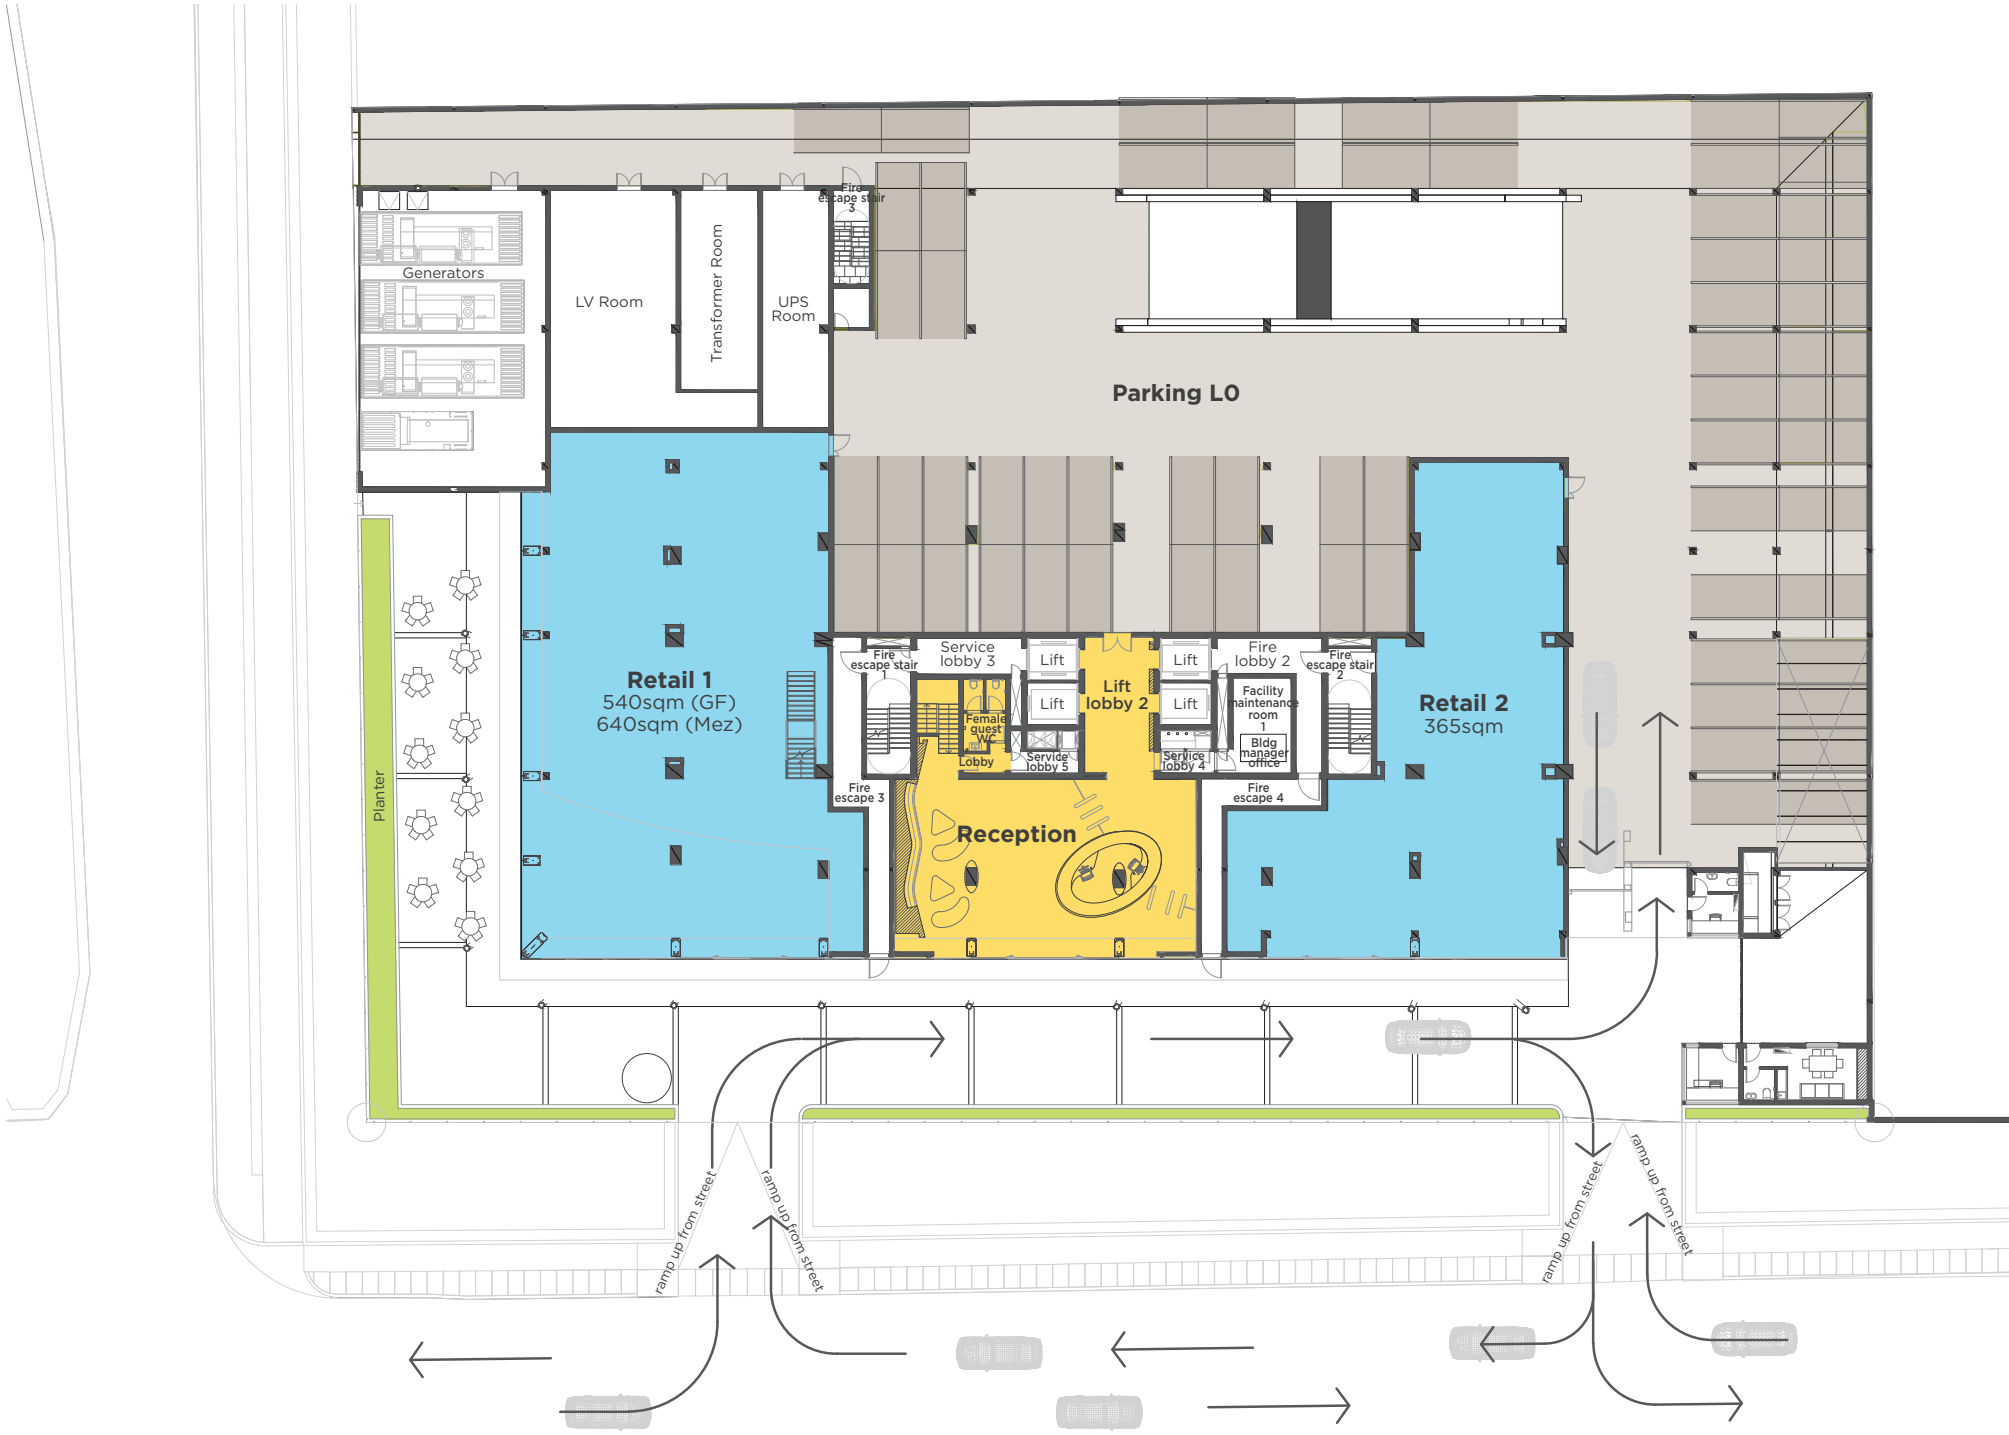 Fire
escape stair
3
Generators
LV Room
Transformer Room
UPS
Room
Parking L0
Retail 1
540sqm (GF)
640sqm (Mez)
Fire
escape stair
1
Service
lobby 3
Lift
Lift
Lift
lobby 2
Lift
Lift
Fire
lobby 2
Fire
escape stair
2
Facility
maintenance
room
1
Bldg
manager
office
Retail 2
365sqm
Female
guest
WC
Lobby
Service
lobby 5
Service
lobby 4
Fire
escape 3
Fire
escape 4
Reception
Planter
ramp up from street
ramp up from street
ramp up from street
ramp up from street